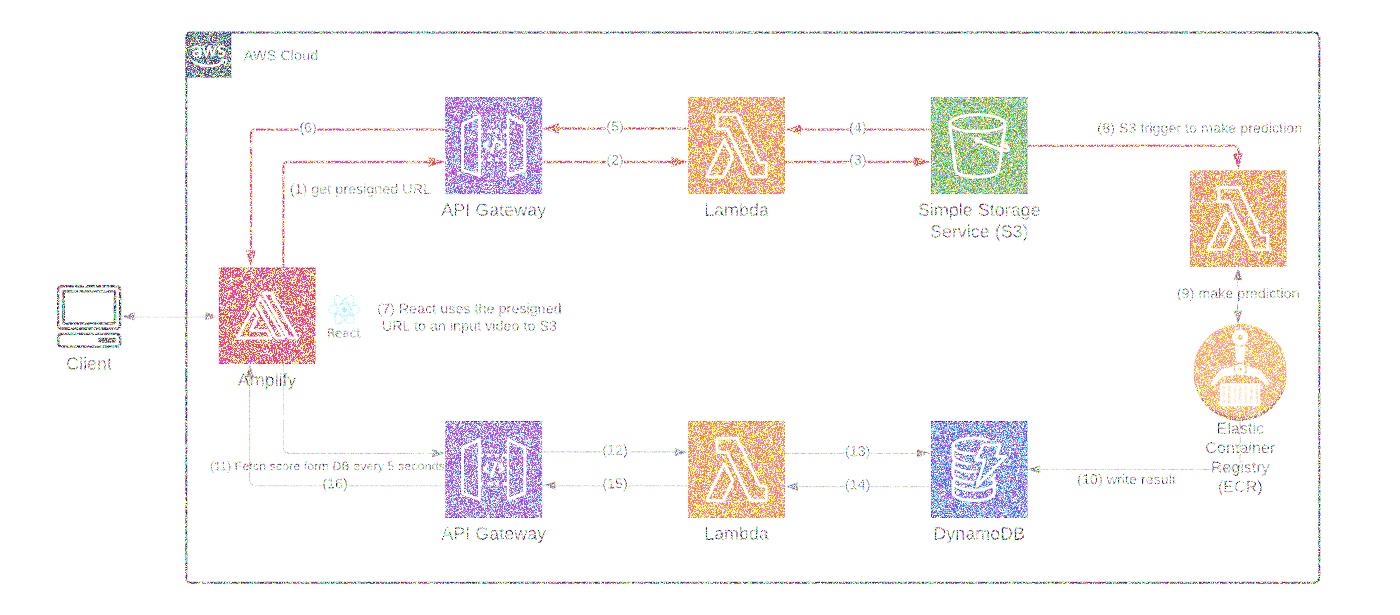 aws
AWS Cloud
(6)
(5)
(4)
(8) S3 trigger to make prediction
(2)
(3)
(1) get presigned URL
API Gateway
Lambda
Simple Storage
Service (S3)
(9) make prediction
(7) React uses the presigned
URL to an input video to S3
React
Client
Amplify
Elastic
Container
Registry
(ECR)
(12)
(13)
(11) Fetch score form DB every 5 seconds
(16)
(15)
(14)
(10) write result
API Gateway
Lambda
DynamoDB